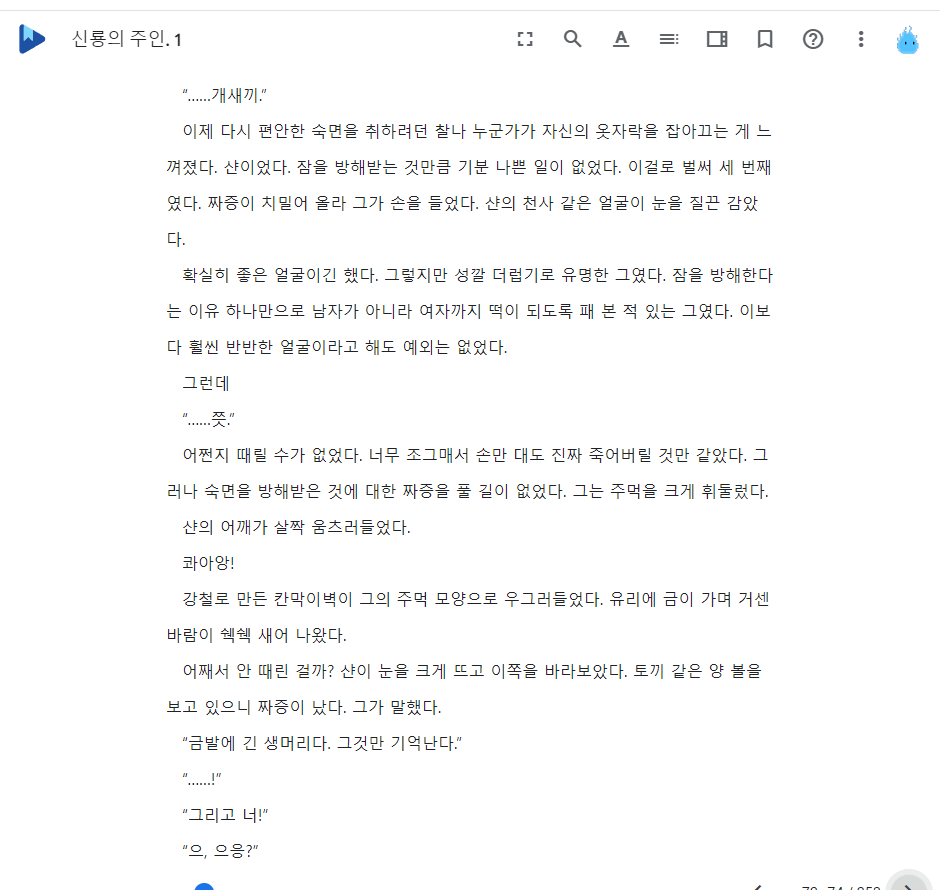 신룡의 주인. 1
“……개새끼.”
이제 다시 편안한 숙면을 취하려던 찰나 누군가가 자신의 옷자락을 잡아끄는 게 느
껴졌다. 샨이었다. 잠을 방해받는 것만큼 기분 나쁜 일이 없었다. 이걸로 벌써 세 번째
였다. 짜증이 치밀어 올라 그가 손을 들었다. 샨의 천사 같은 얼굴이 눈을 질끈 감았
다.
확실히 좋은 얼굴이긴 했다. 그렇지만 성깔 더럽기로 유명한 그였다. 잠을 방해한다
는 이유 하나만으로 남자가 아니라 여자까지 떡이 되도록 패 본 적 있는 그였다. 이보
다 훨씬 반반한 얼굴이라고 해도 예외는 없었다.
그런데
“……쯧.”
어쩐지 때릴 수가 없었다. 너무 조그매서 손만 대도 진짜 죽어버릴 것만 같았다. 그
러나 숙면을 방해받은 것에 대한 짜증을 풀 길이 없었다. 그는 주먹을 크게 휘둘렀다.
샨의 어깨가 살짝 움츠러들었다.
콰아앙!
강철로 만든 칸막이벽이 그의 주먹 모양으로 우그러들었다. 유리에 금이 가며 거센
바람이 쉑쉑 새어 나왔다.
어째서 안 때린 걸까? 샨이 눈을 크게 뜨고 이쪽을 바라보았다. 토끼 같은 양 볼을
보고 있으니 짜증이 났다. 그가 말했다.
“금발에 긴 생머리다. 그것만 기억난다.”
“……!”
“그리고 너!”
“으, 으응?”